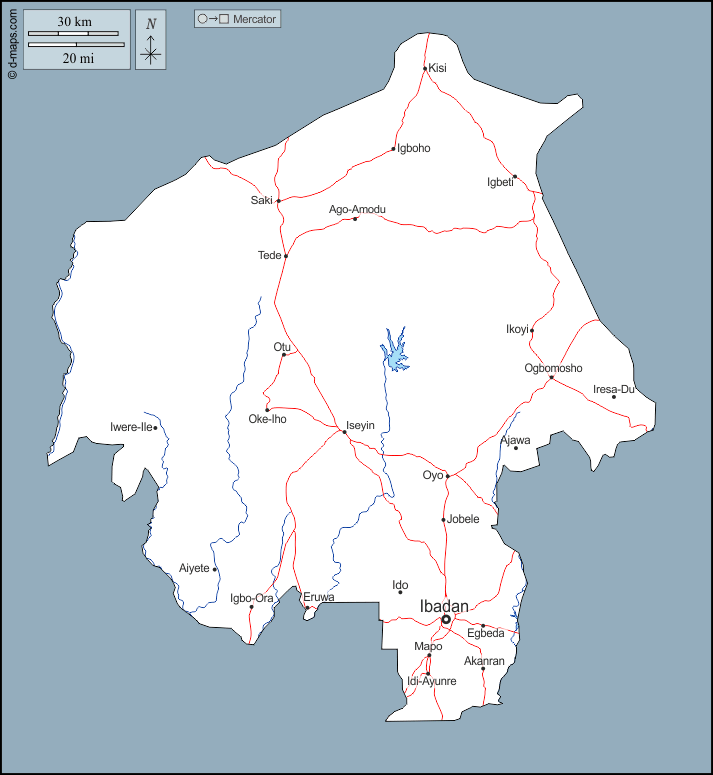 30 km
20 mi
N
Mercator
© d-maps.com
Kisi
Igboho
Igbeti
Saki
Ago-Amodu
Tede
Ikoyi
Otu
Ogbomosho
Iresa-Du
Oke-Iho
Iwere-Ile
Iseyin
Ajawa
Oyo
Jobele
Aiyete
Ido
Igbo-Ora
Eruwa
Ibadan
Egbeda
Mapo
Akanran
Idi-Ayunre